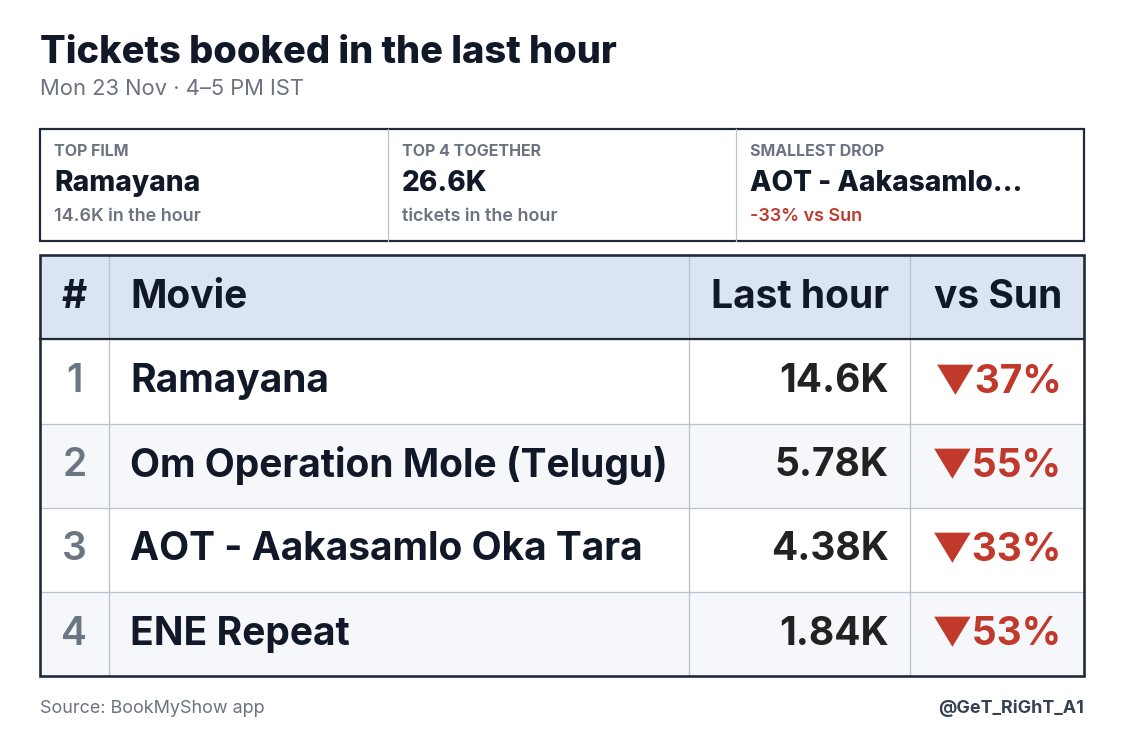 Tickets booked in the last hour
Mon 23 Nov · 4–5 PM IST
TOP FILM
Ramayana
14.6K in the hour
TOP 4 TOGETHER
26.6K
tickets in the hour
SMALLEST DROP
AOT - Aakasamlo...
-33% vs Sun
# Movie Last hour vs Sun
1 Ramayana 14.6K ▼37%
2 Om Operation Mole (Telugu) 5.78K ▼55%
3 AOT - Aakasamlo Oka Tara 4.38K ▼33%
4 ENE Repeat 1.84K ▼53%
Source: BookMyShow app @GeT_RiGhT_A1